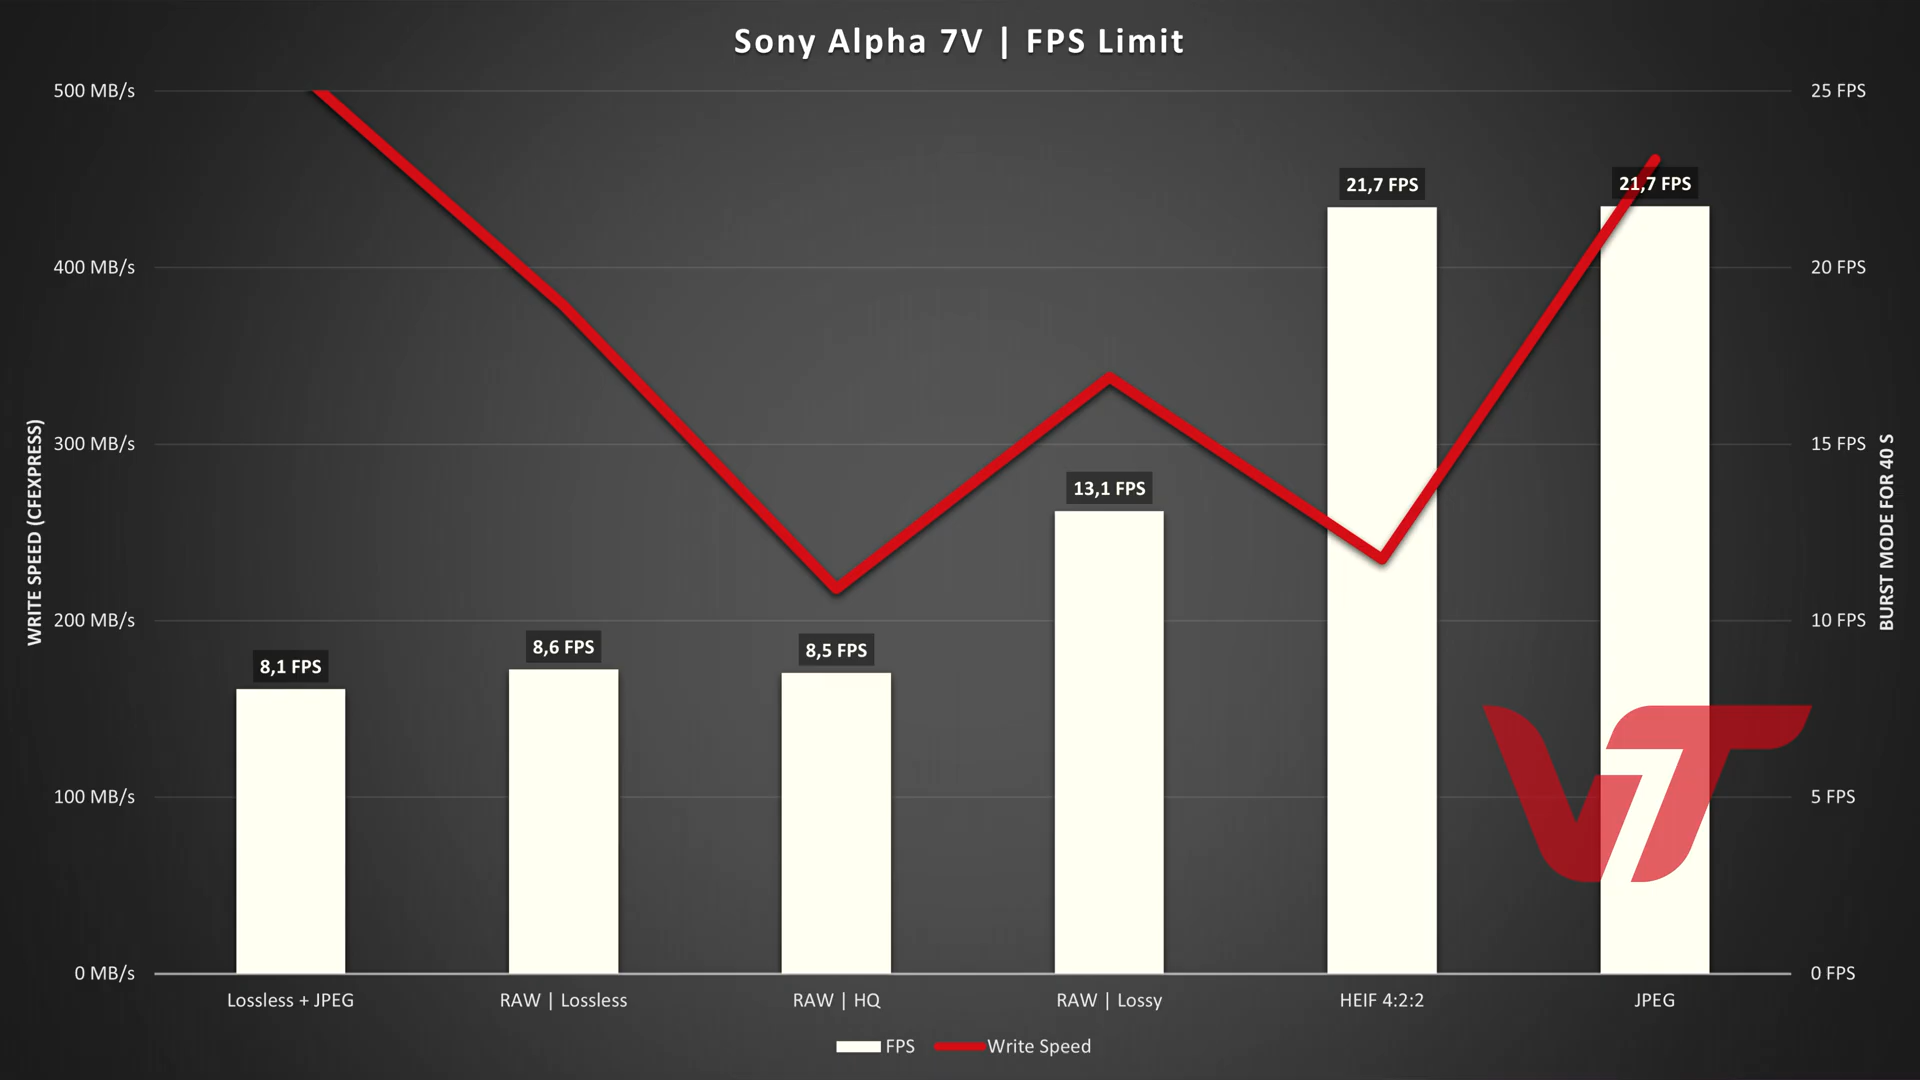 Sony Alpha 7V | FPS Limit
500 MB/s
400 MB/s
300 MB/s
200 MB/s
100 MB/s
0 MB/s
WRITE SPEED (CFEXPRESS)
25 FPS
20 FPS
15 FPS
10 FPS
5 FPS
0 FPS
BURST MODE FOR 40 S
8,1 FPS
8,6 FPS
8,5 FPS
13,1 FPS
21,7 FPS
21,7 FPS
Lossless + JPEG
RAW | Lossless
RAW | HQ
RAW | Lossy
HEIF 4:2:2
JPEG
FPS
Write Speed
VT